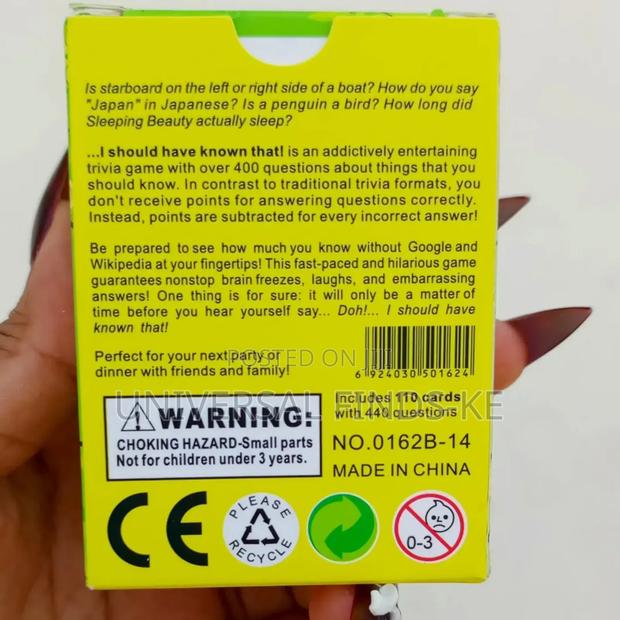 Is starboard on the left or right side of a boat? How do you say
"Japan" in Japanese? Is a penguin a bird? How long did
Sleeping Beauty actually sleep?
...I should have known that! is an addictively entertaining
trivia game with over 400 questions about things that you
should know. In contrast to traditional trivia formats, you
don't receive points for answering questions correctly.
Instead, points are subtracted for every incorrect answer!
Be prepared to see how much you know without Google and
Wikipedia at your fingertips! This fast-paced and hilarious game
guarantees nonstop brain freezes, laughs, and embarrassing
answers! One thing is for sure: it will only be a matter of
time before you hear yourself say... Doh!... I should have
known that!
Perfect for your next party or
dinner with friends and family!
POSTED ON JIJI
6 924030 501624
UNIVERSAL FINDS-KE
Includes 110 cards
with 440 questions
WARNING!
CHOKING HAZARD-Small parts
Not for children under 3 years.
NO.0162B-14
MADE IN CHINA
CE
PLEASE
RECYCLE
0-3